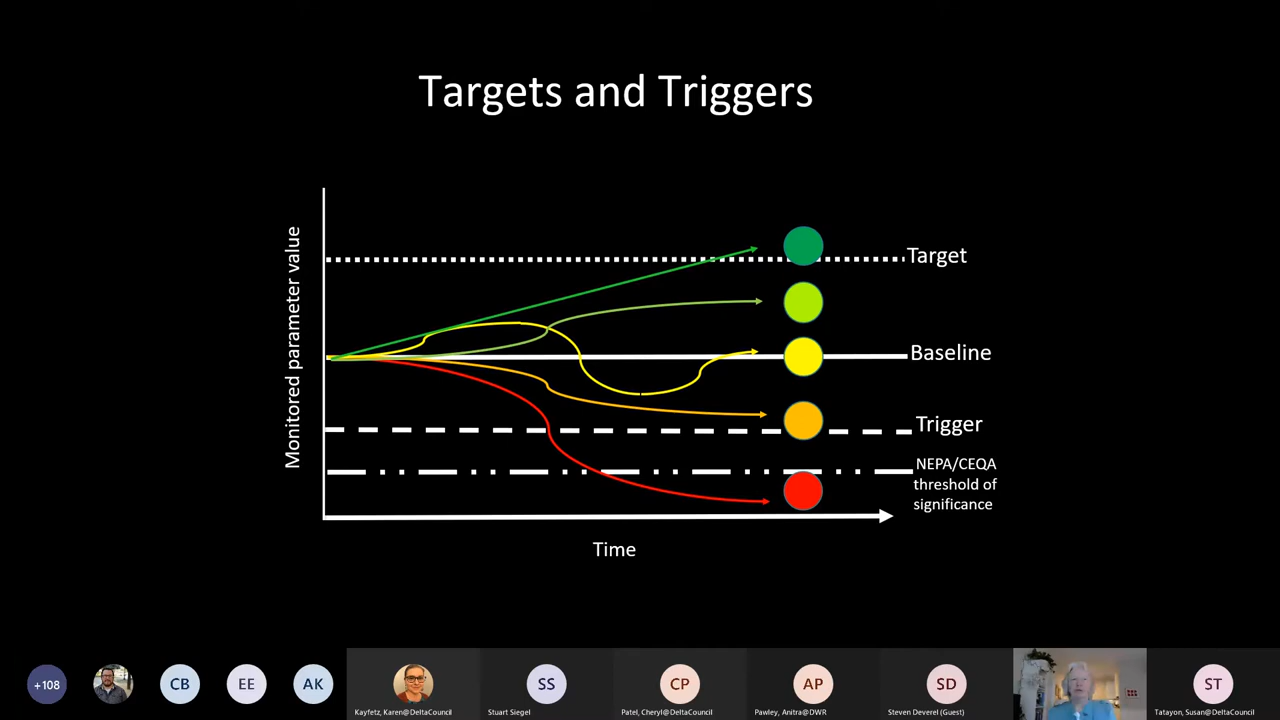 Targets and Triggers
Monitored parameter value
Target
Baseline
Trigger
NEPA/CEQA
threshold of
significance
Time
+108
CB
EE
AK
Kayfetz, Karen@DeltaCouncil
SS
Stuart Siegel
CP
Patel, Cheryl@DeltaCouncil
AP
Pawley, Anitra@DWR
SD
Steven Deverel (Guest)
ST
Tatayon, Susan@DeltaCouncil